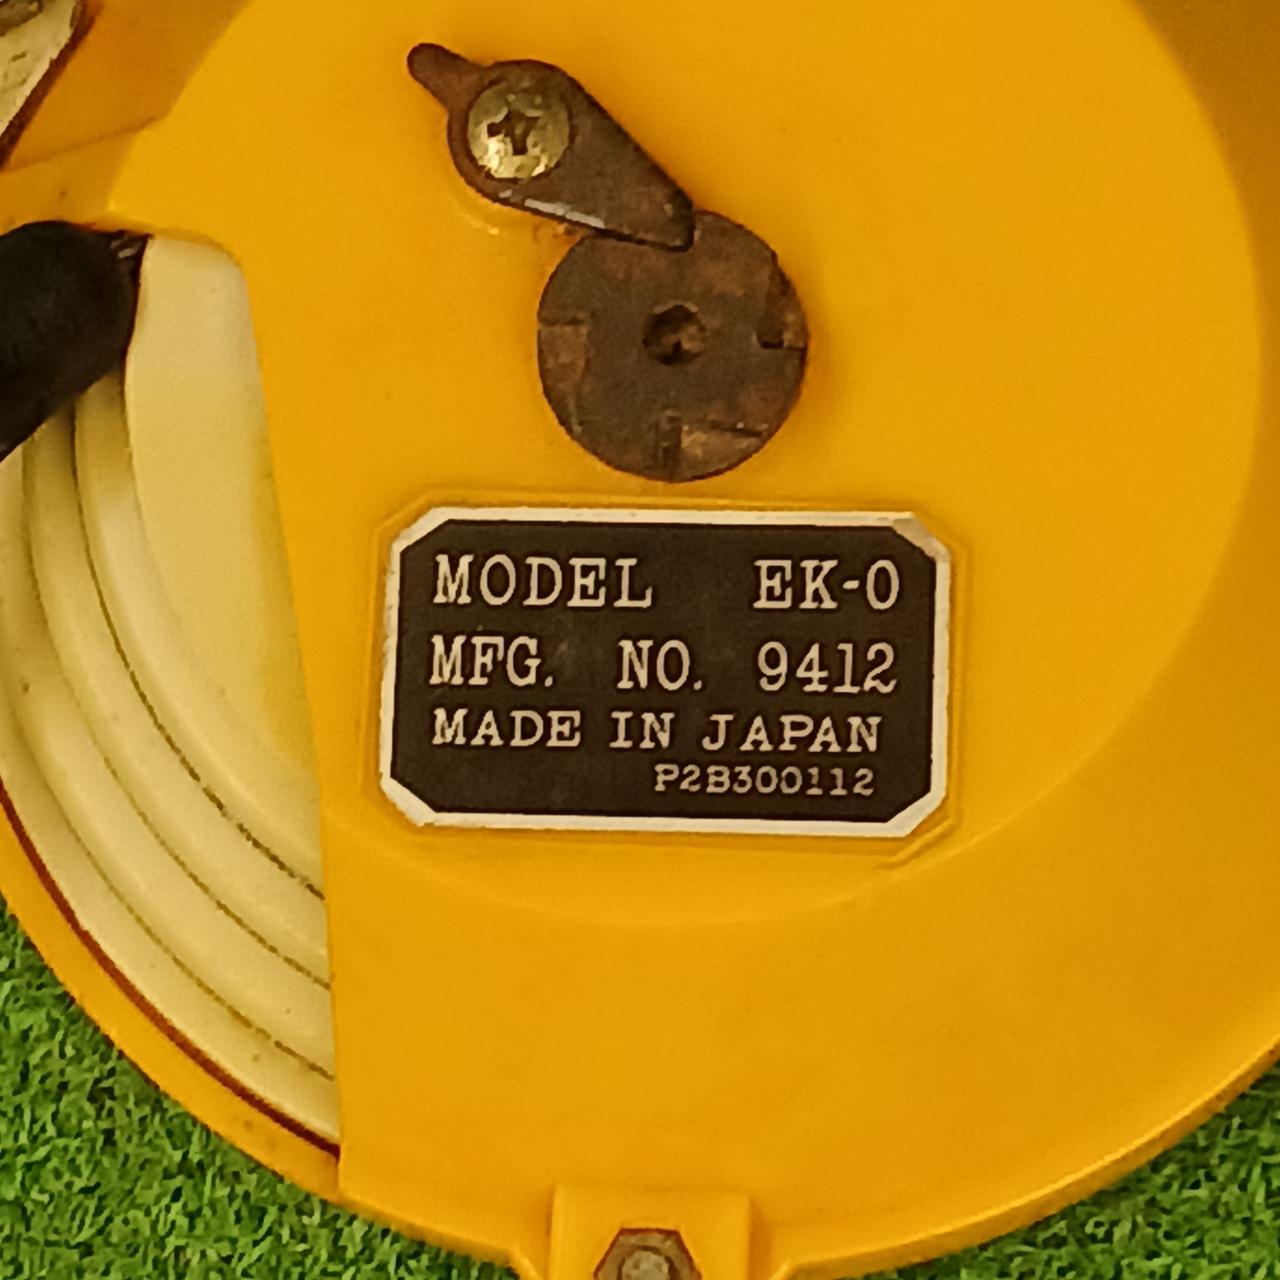 MODEL EK-0
MFG. NO. 9412
MADE IN JAPAN
P2B300112